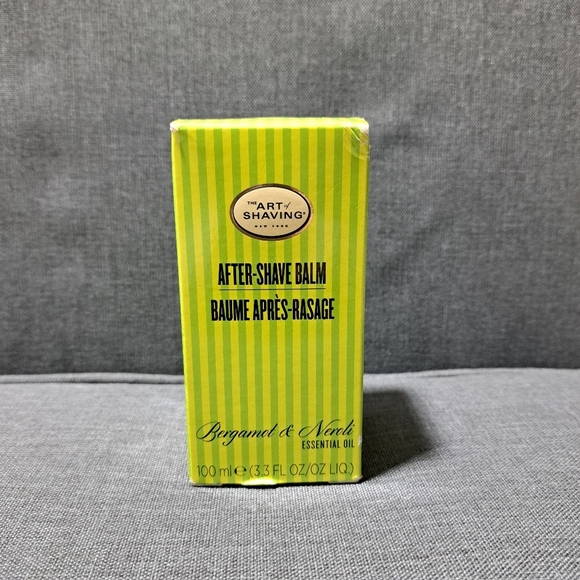 THE ART of
SHAVING®
NEW YORK
AFTER-SHAVE BALM
BAUME APRÈS-RASAGE
Bergamot & Neroli
ESSENTIAL OIL
100 ml ℮ (3.3 FL OZ/OZ LIQ.)